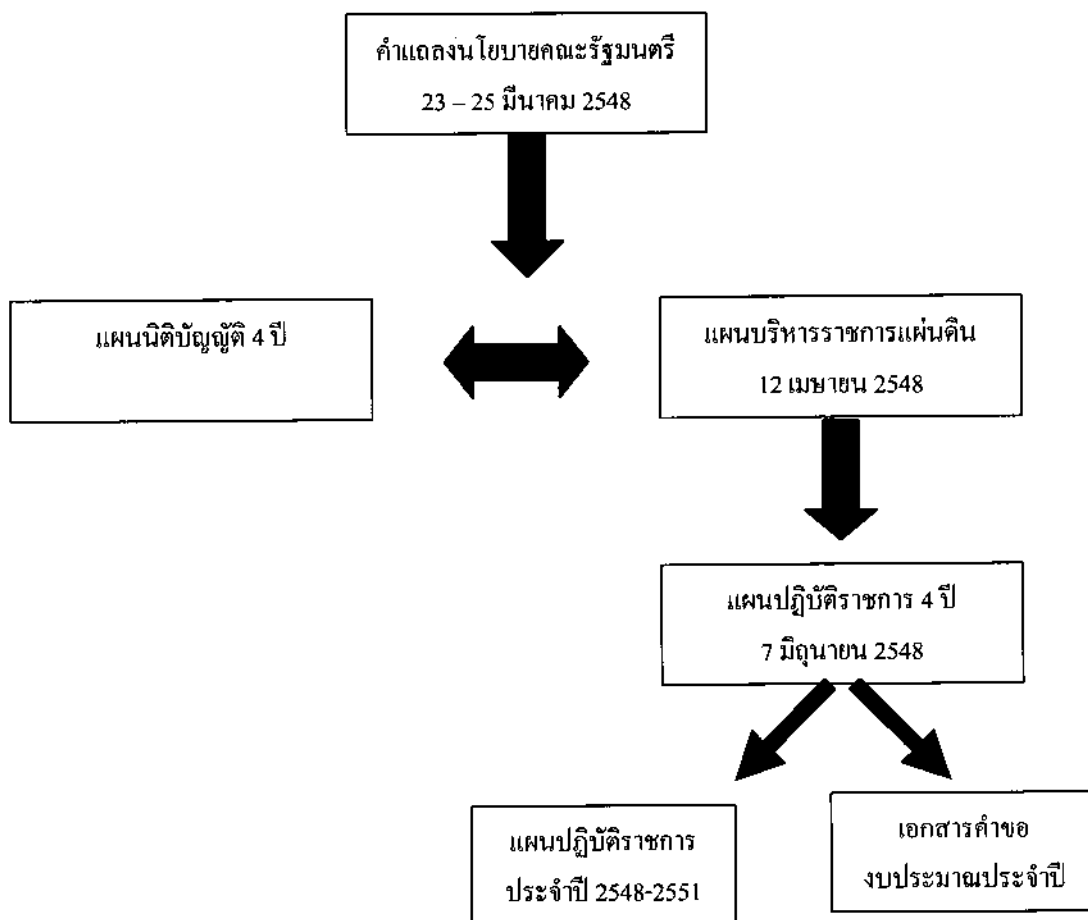 คำแถลงนโยบายคณะรัฐมนตรี
23 – 25 มีนาคม 2548
แผนนิติบัญญัติ 4 ปี
แผนบริหารราชการแผ่นดิน
12 เมษายน 2548
แผนปฏิบัติราชการ 4 ปี
7 มิถุนายน 2548
แผนปฏิบัติราชการ
ประจำปี 2548-2551
เอกสารคำขอ
งบประมาณประจำปี